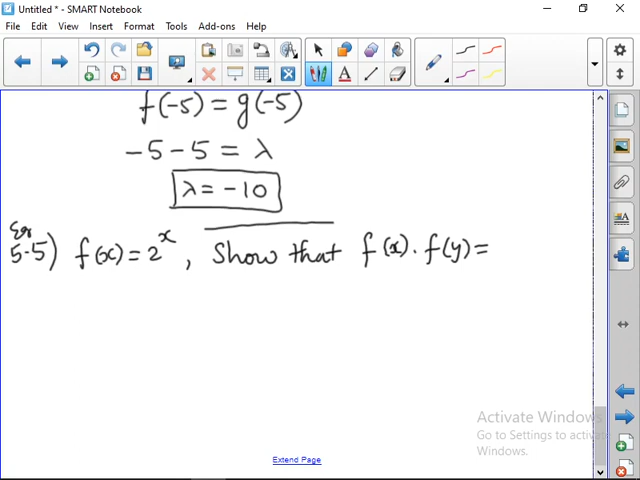 Untitled * - SMART Notebook
File Edit View Insert Format Tools Add-ons Help
f(-5) = g(-5)
-5-5 = λ
λ = -10
Ex
5.5) f(x) = 2^x, Show that f(x) . f(y) =
Activate Windows
Go to Settings to activate
Windows.
Extend Page